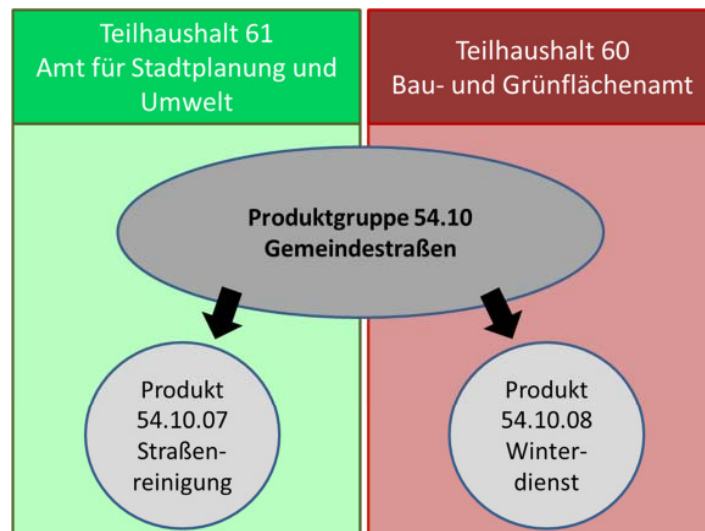 Teilhaushalt 61
Amt für Stadtplanung und
Umwelt
Teilhaushalt 60
Bau- und Grünflächenamt
Produktgruppe 54.10
Gemeindestraßen
Produkt
54.10.07
Straßen-
reinigung
Produkt
54.10.08
Winter-
dienst